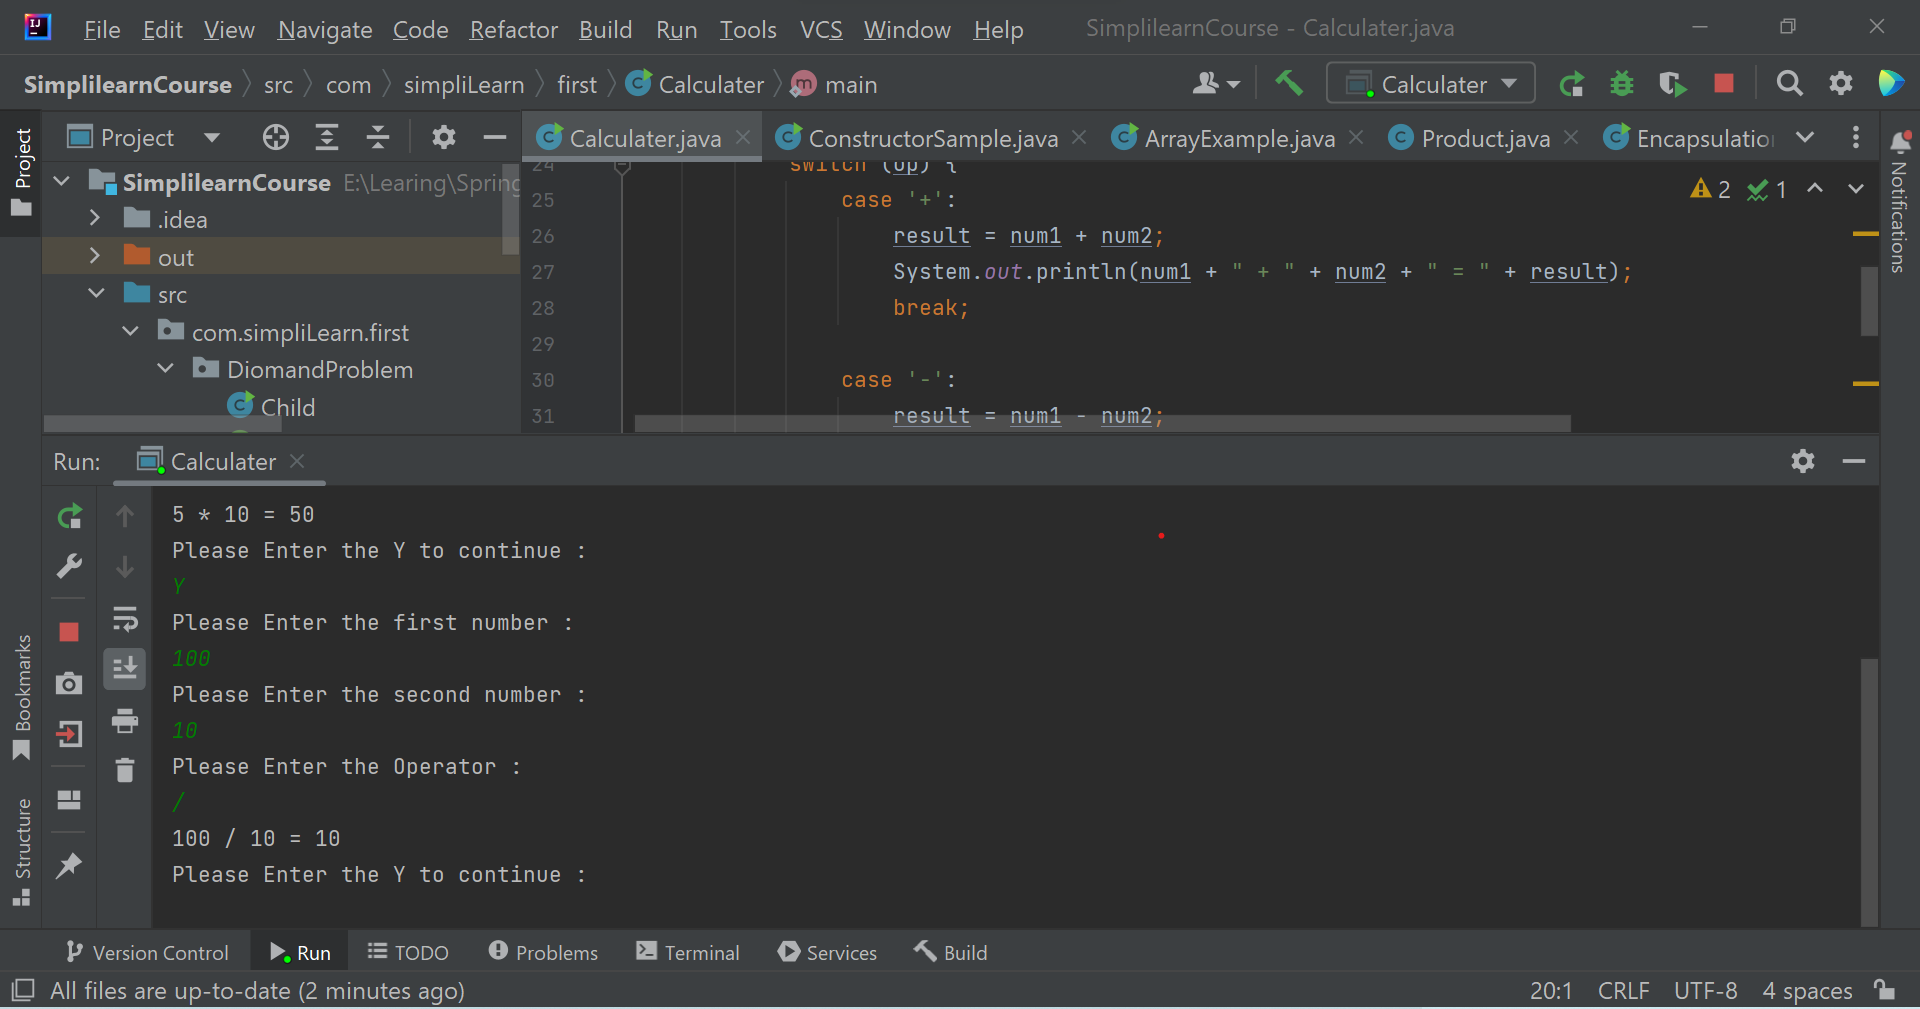 File Edit View Navigate Code Refactor Build Run Tools VCS Window Help SimplilearnCourse - Calculater.java
SimplilearnCourse src com simpliLearn first Calculater main Calculater
Project
Project
Calculater.java ConstructorSample.java ArrayExample.java Product.java Encapsulatio
Notifications
SimplilearnCourse E:\Learing\Spring
.idea
out
src
com.simpliLearn.first
DiomandProblem
Child
2 1
24 switch (op) {
25 case '+':
26 result = num1 + num2;
27 System.out.println(num1 + " + " + num2 + " = " + result);
28 break;
29
30 case '-':
31 result = num1 - num2;
Run: Calculater
5 * 10 = 50
Please Enter the Y to continue :
Y
Please Enter the first number :
100
Please Enter the second number :
10
Please Enter the Operator :
/
100 / 10 = 10
Please Enter the Y to continue :
Bookmarks
Structure
Version Control Run TODO Problems Terminal Services Build
All files are up-to-date (2 minutes ago) 20:1 CRLF UTF-8 4 spaces